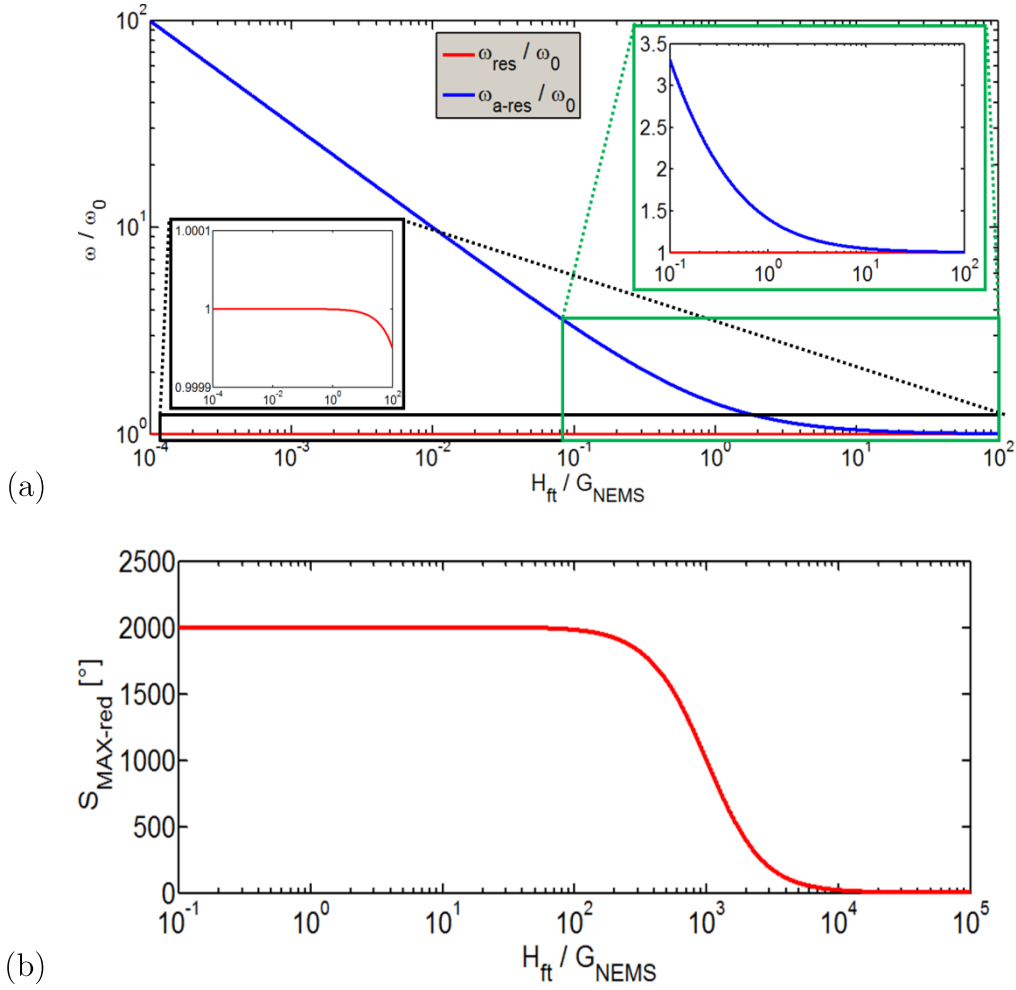 10^2
10^1
10^0
ω / ω_0
ω_res / ω_0
ω_a-res / ω_0
3.5
3
2.5
2
1.5
1
10^-1 10^0 10^1 10^2
1.0001
1
0.9999
10^-4 10^-2 10^0 10^2
10^-4 10^-3 10^-2 10^-1 10^0 10^1 10^2
H_ft / G_NEMS
(a)
2500
2000
1500
1000
500
0
S_MAX-red [°]
10^-1 10^0 10^1 10^2 10^3 10^4 10^5
H_ft / G_NEMS
(b)